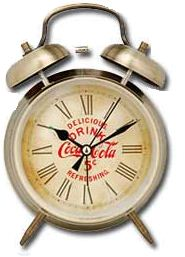 DELICIOUS
DRINK
Coca-Cola
5¢
REFRESHING